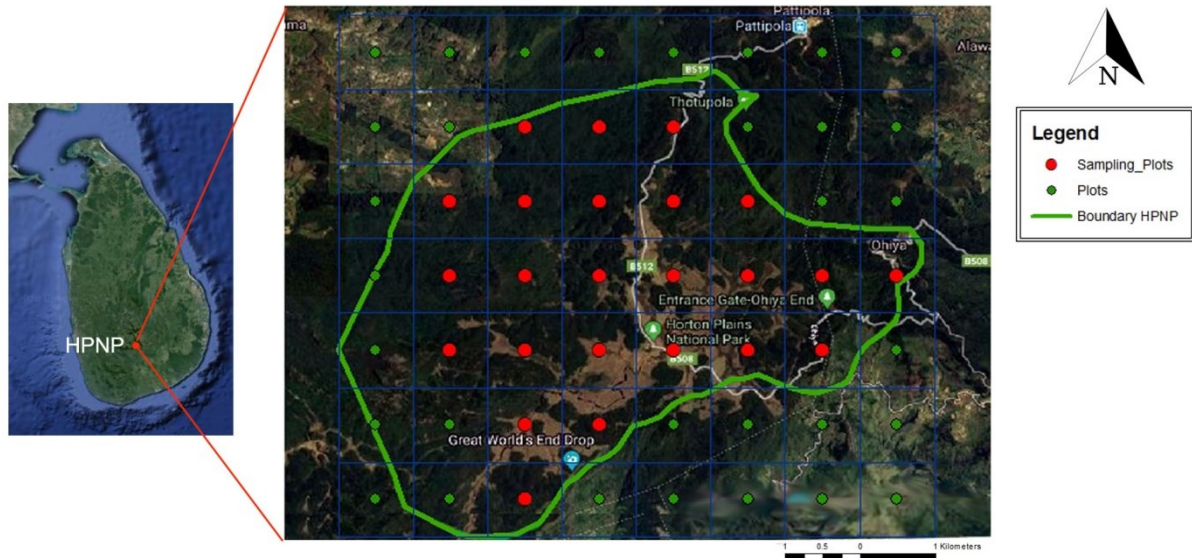 HPNP
Pattipola
Pattipola
uma
Alawa
B512
Thotupola
Ohiya
B512
B508
Entrance Gate-Ohiya End
Horton Plains
National Park
B508
Great World's End Drop
N
Legend
Sampling_Plots
Plots
Boundary HPNP
1 0.5 0 1 Kilometers